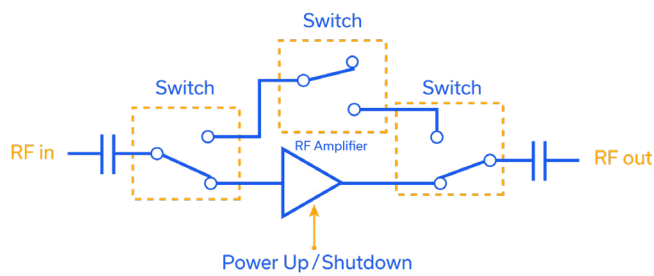 Switch
Switch
Switch
RF Amplifier
RF in
RF out
Power Up/Shutdown